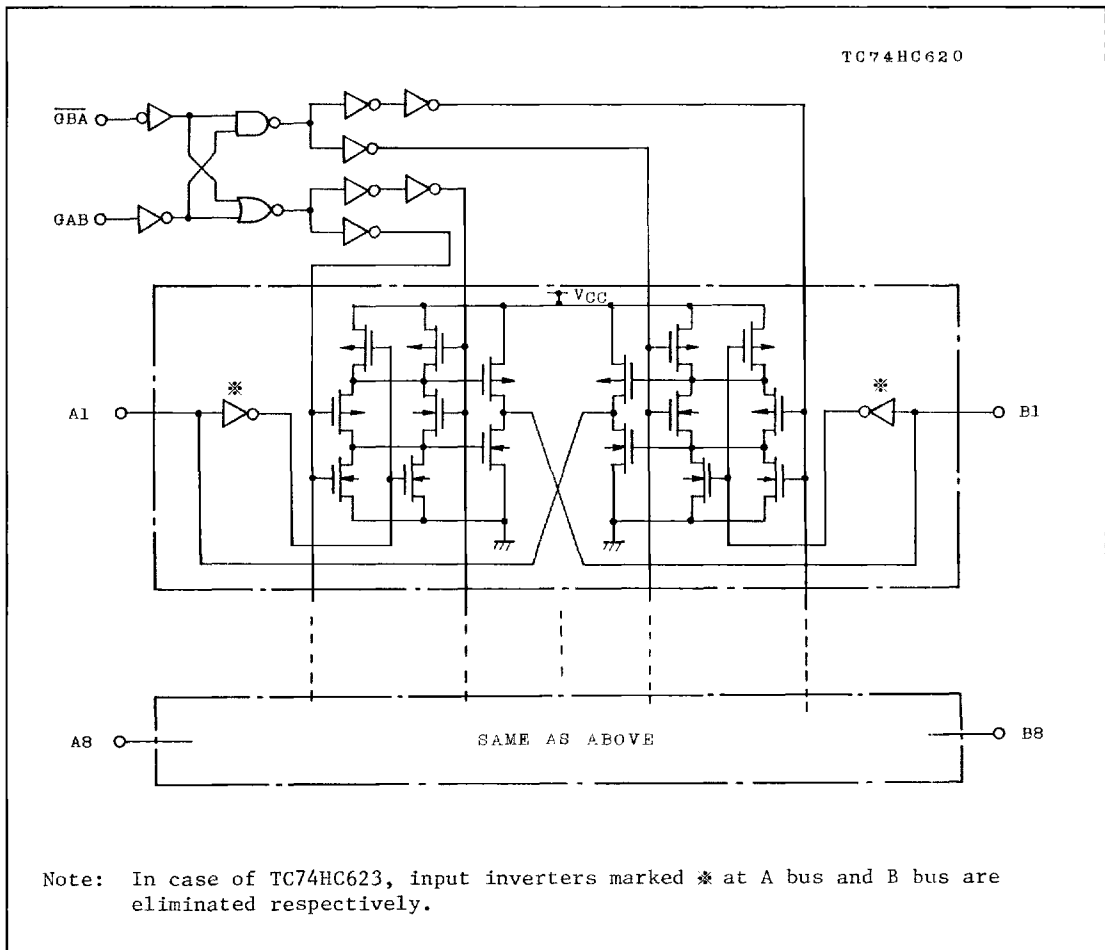 TC74HC620
GBA
GAB
VCC
※
※
A1
B1
A8
SAME AS ABOVE
B8
Note: In case of TC74HC623, input inverters marked ※ at A bus and B bus are
eliminated respectively.